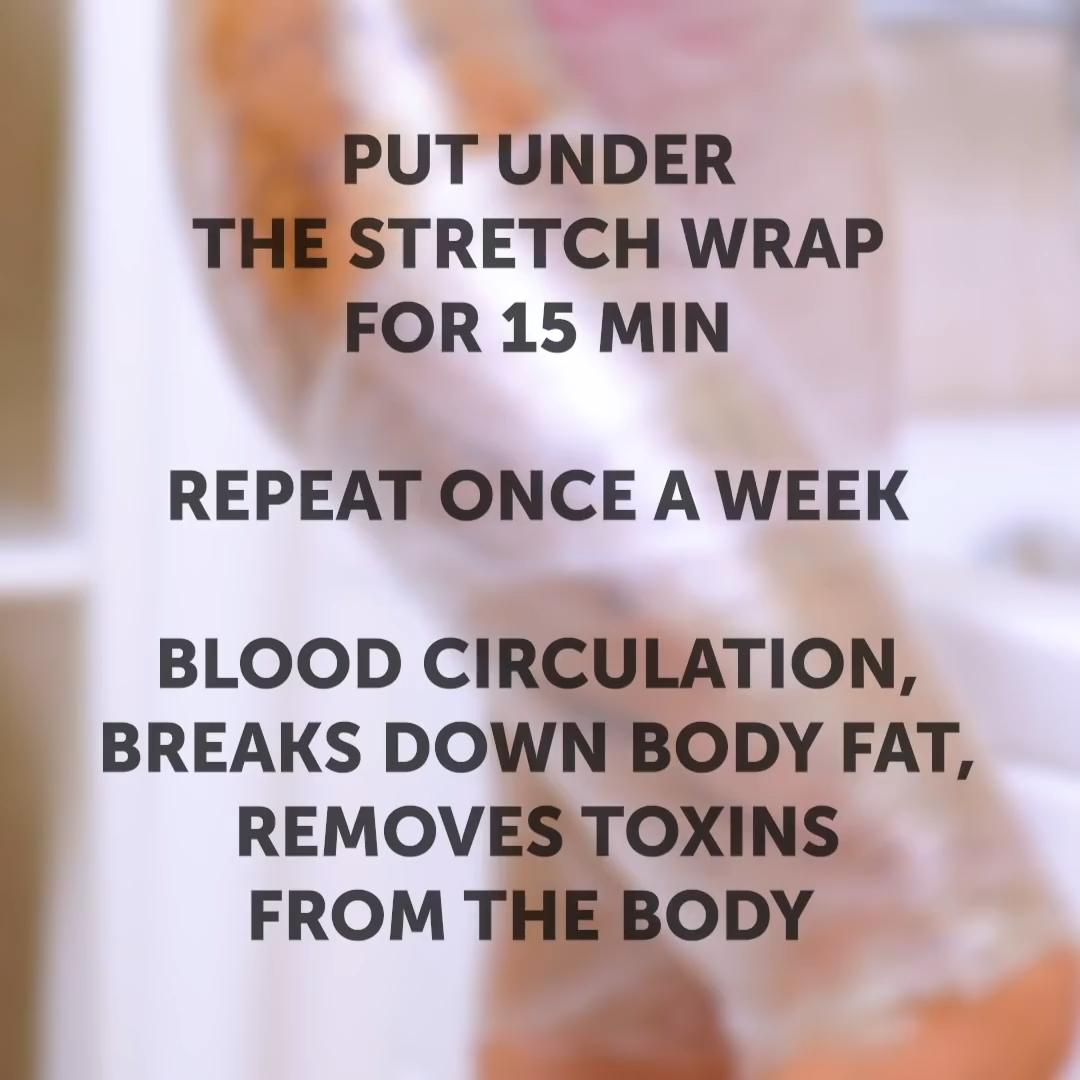 PUT UNDER
THE STRETCH WRAP
FOR 15 MIN
REPEAT ONCE A WEEK
BLOOD CIRCULATION,
BREAKS DOWN BODY FAT,
REMOVES TOXINS
FROM THE BODY